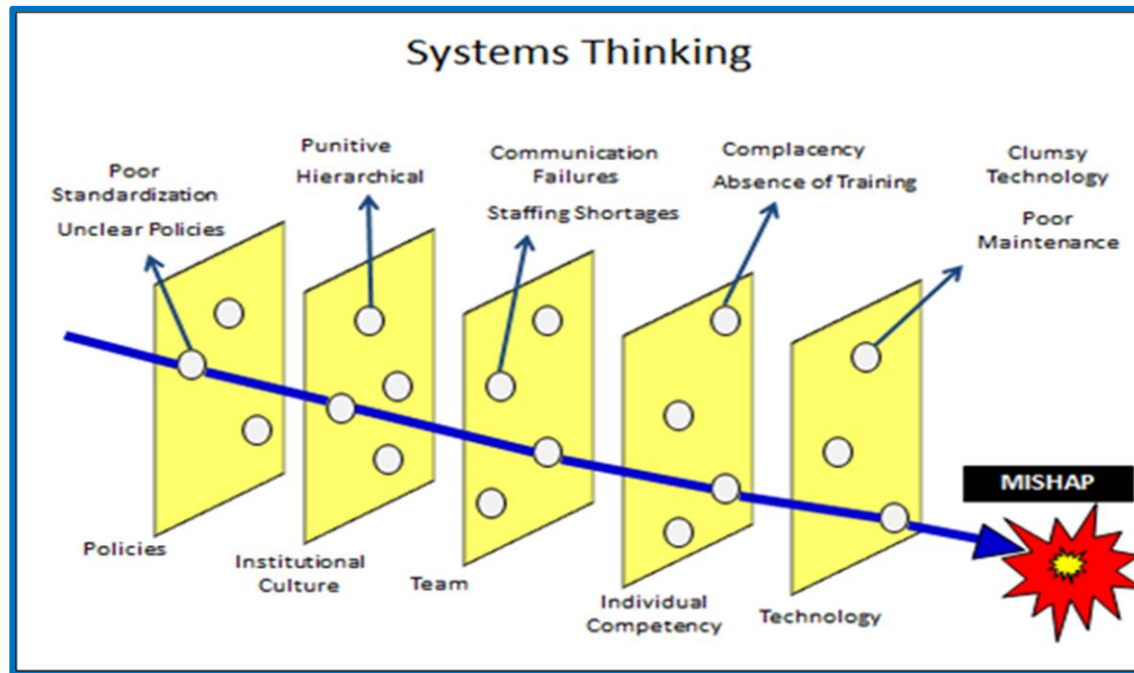 Systems Thinking
Poor
Standardization
Unclear Policies
Punitive
Hierarchical
Communication
Failures
Staffing Shortages
Complacency
Absence of Training
Clumsy
Technology
Poor
Maintenance
MISHAP
Policies
Institutional
Culture
Team
Individual
Competency
Technology